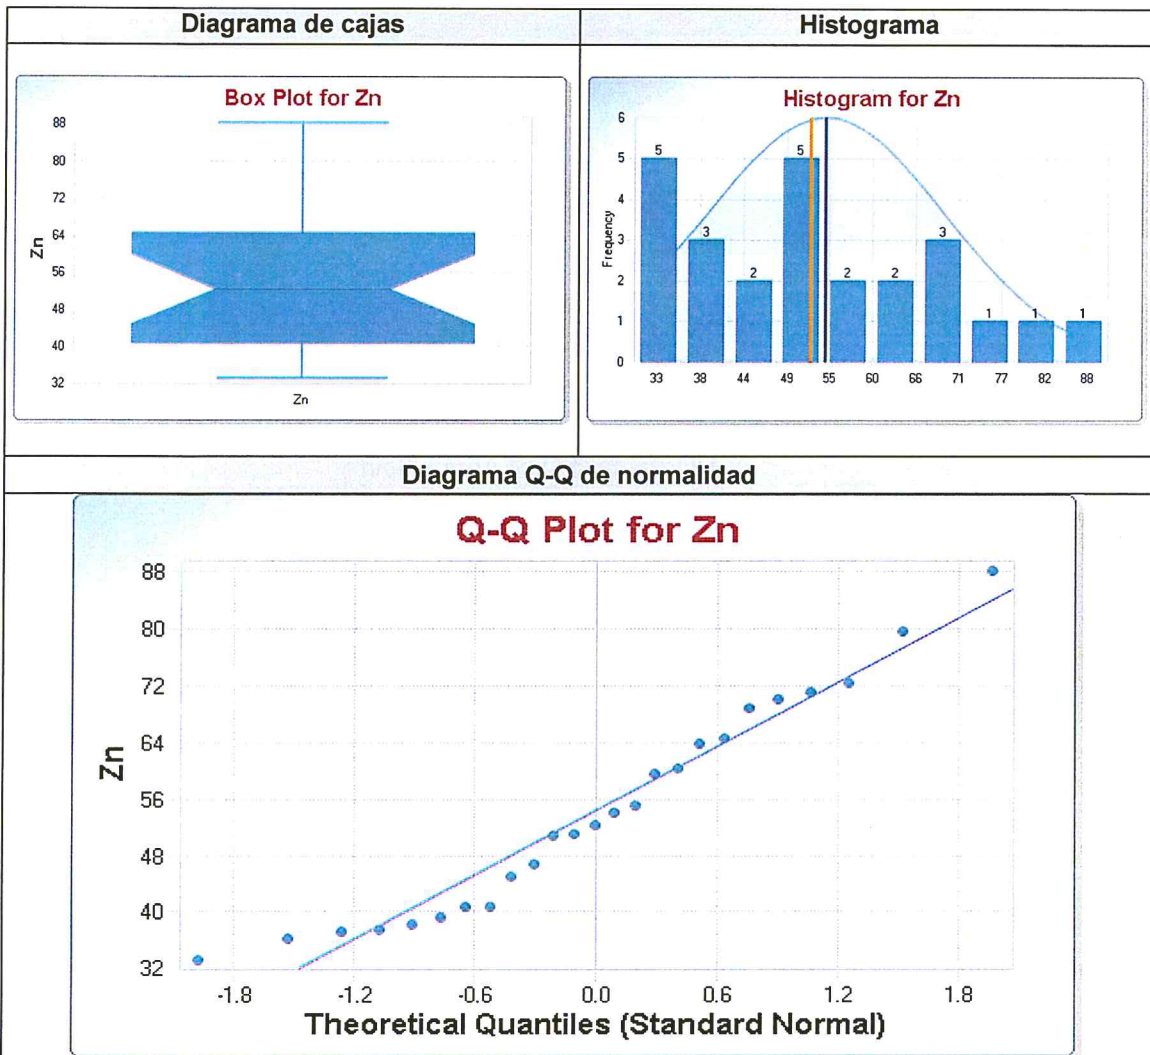 Diagrama de cajas
Histograma
Box Plot for Zn
88
80
72
64
56
48
40
32
Zn
Zn
Histogram for Zn
6
5
4
3
2
1
0
Frequency
5
3
2
5
2
2
3
1
1
1
33 38 44 49 55 60 66 71 77 82 88
Diagrama Q-Q de normalidad
Q-Q Plot for Zn
88
80
72
64
56
48
40
32
Zn
-1.8 -1.2 -0.6 0.0 0.6 1.2 1.8
Theoretical Quantiles (Standard Normal)